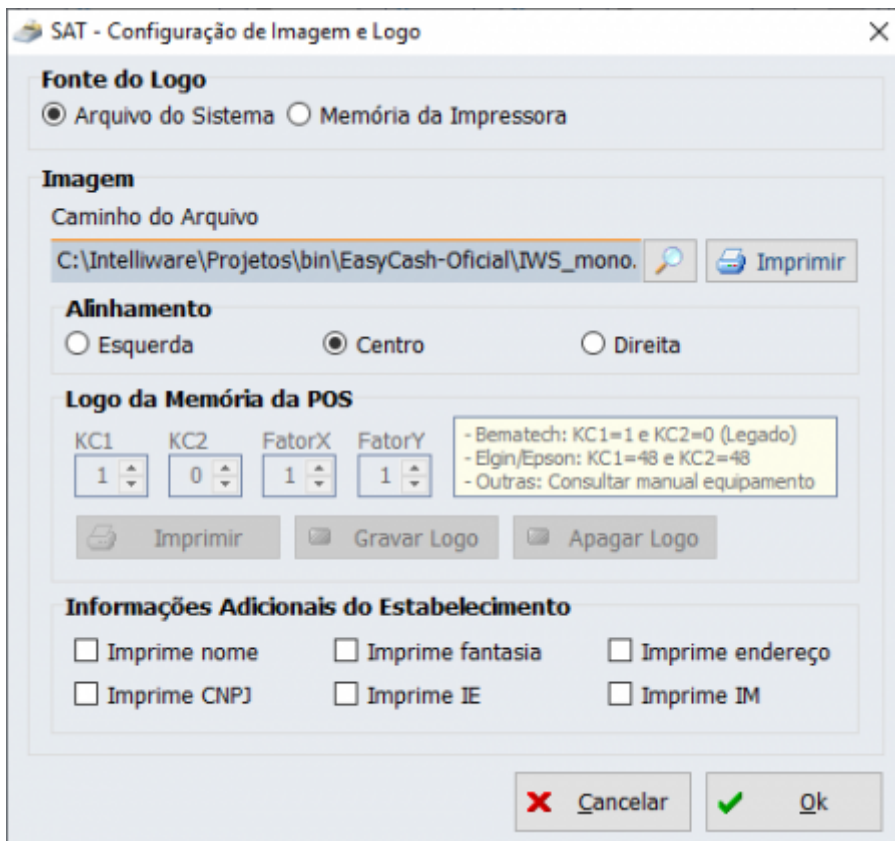 SAT - Configuração de Imagem e Logo
Fonte do Logo
Arquivo do Sistema Memória da Impressora
Imagem
Caminho do Arquivo
C:\Intelliware\Projetos\bin\EasyCash-Oficial\IWS_mono. Imprimir
Alinhamento
Esquerda Centro Direita
Logo da Memória da POS
KC1 KC2 FatorX FatorY
1 0 1 1
- Bematech: KC1=1 e KC2=0 (Legado)
- Elgin/Epson: KC1=48 e KC2=48
- Outras: Consultar manual equipamento
Imprimir Gravar Logo Apagar Logo
Informações Adicionais do Estabelecimento
Imprime nome Imprime fantasia Imprime endereço
Imprime CNPJ Imprime IE Imprime IM
Cancelar Ok